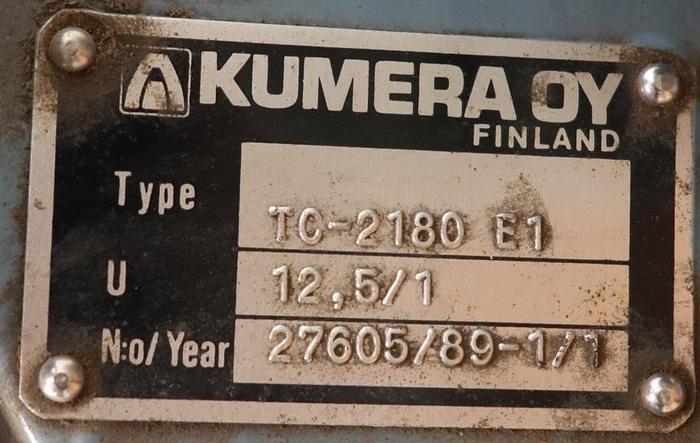 KUMERA OY
FINLAND
Type TC-2180 E1
U 12,5/1
N:o/Year 27605/89-1/1